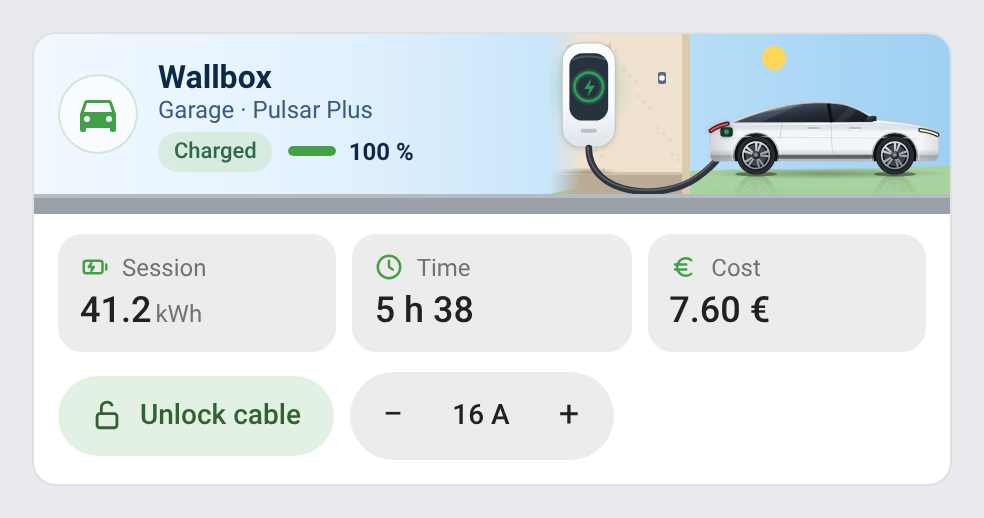 Wallbox
Garage · Pulsar Plus
Charged 100 %
Session
41.2 kWh
Time
5 h 38
Cost
7.60 €
Unlock cable
− 16 A +